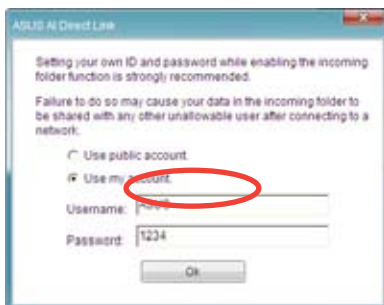 ASUS AI Direct Link
Setting your own ID and password while enabling the incoming
folder function is strongly recommended.
Failure to do so may cause your data in the incoming folder to
be shared with any other unallowable user after connecting to a
network.
Use public account.
Use my account.
Username:
Password: 1234
Ok